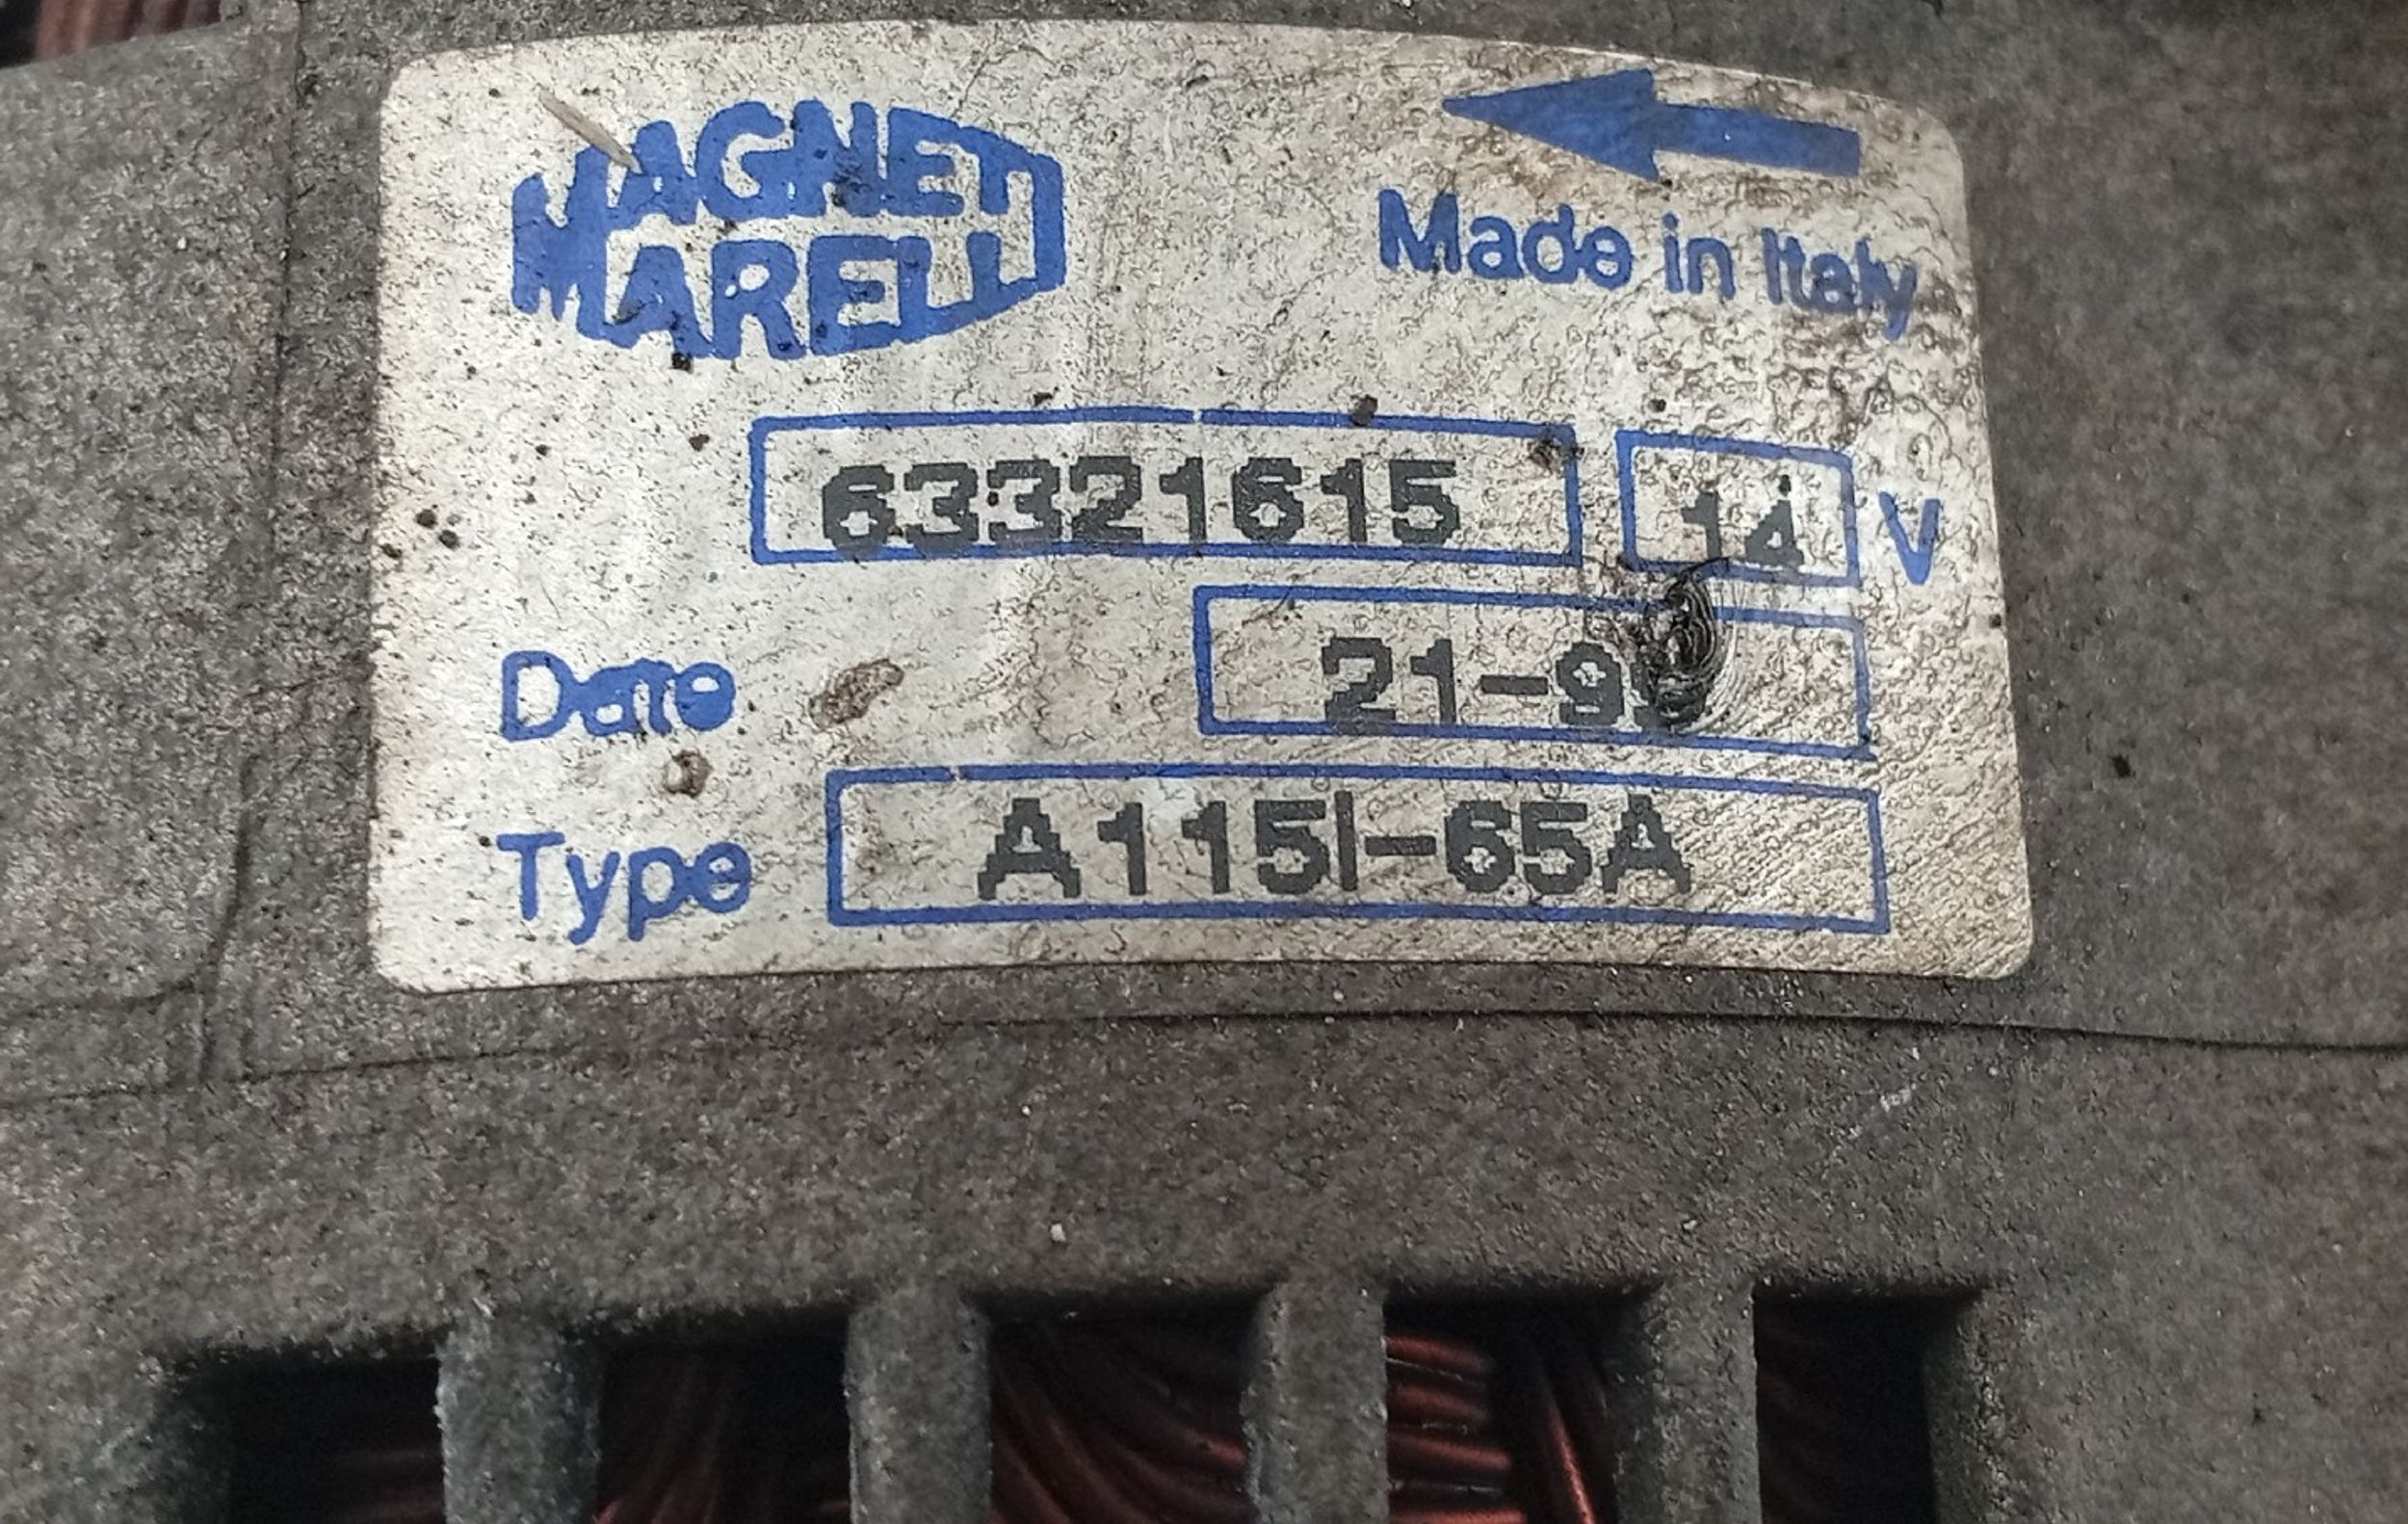 MAGNETI
MARELLI
Made in Italy
63321615 14 V
Date
Type A115I-65A